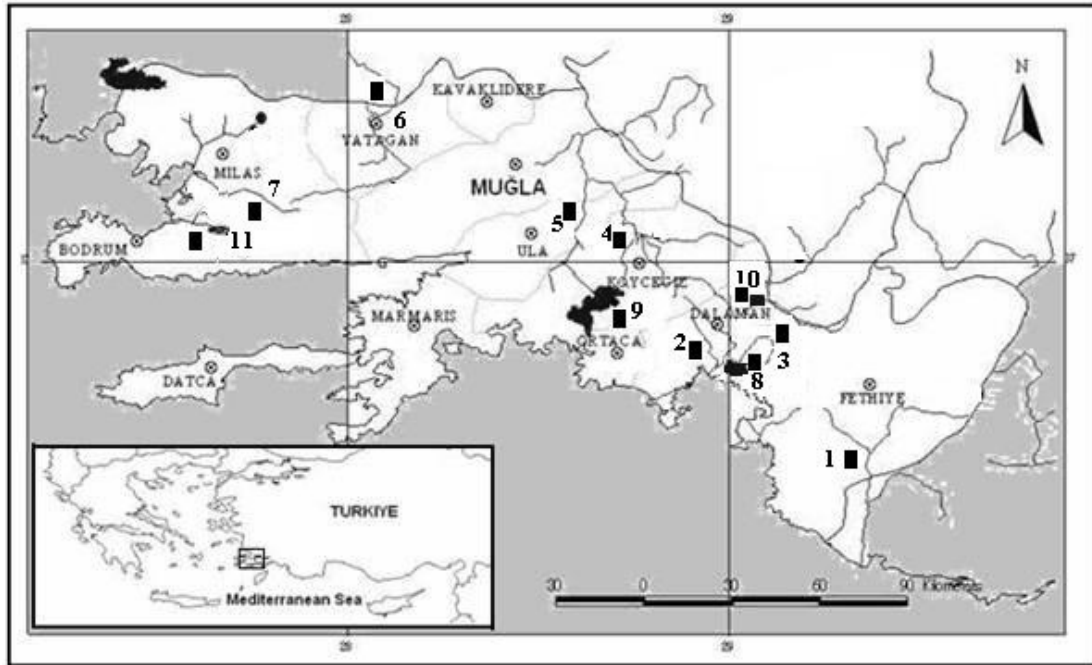 28 29
N
KAVAKLIDERE
6
YATAGAN
MILAS
MUĞLA
7
5
4
11
BODRUM
ULA
KOYCEGIZ
10
MARMARIS
9
DALAMAN
ORTACA
2
3
8
DATCA
FETHIYE
1
TURKIYE
30 0 30 60 90 Kilometers
Mediterranean Sea
28 29